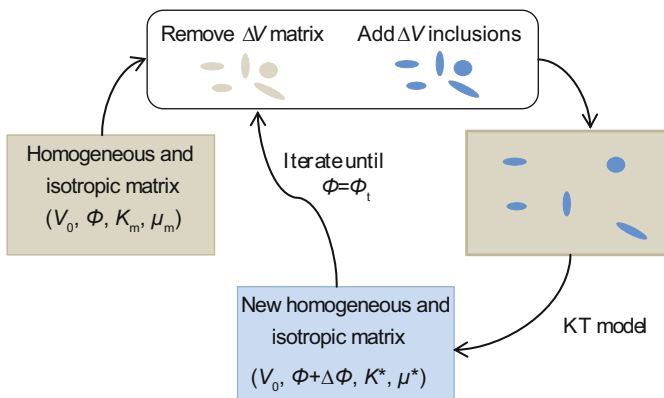 Remove ΔV matrix
Add ΔV inclusions
Homogeneous and
isotropic matrix
(V₀, Φ, Kₘ, μₘ)
Iterate until
Φ=Φₜ
New homogeneous and
isotropic matrix
(V₀, Φ+ΔΦ, K*, μ*)
KT model